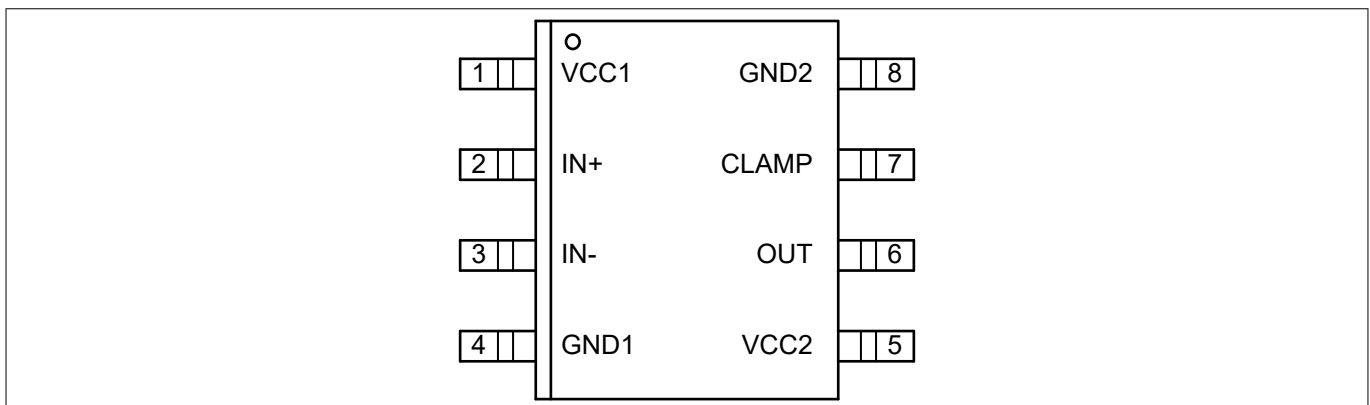 1 VCC1 GND2 8
2 IN+ CLAMP 7
3 IN- OUT 6
4 GND1 VCC2 5